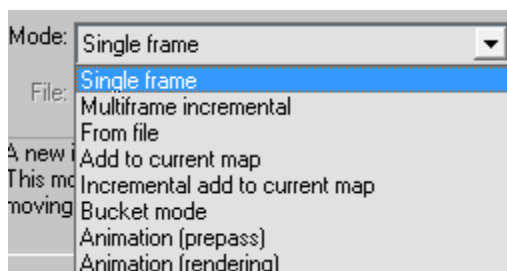 Mode: Single frame
Single frame
File: Multiframe incremental
From file
A new Add to current map
This Incremental add to current map
moving Bucket mode
Animation (prepass)
Animation (rendering)